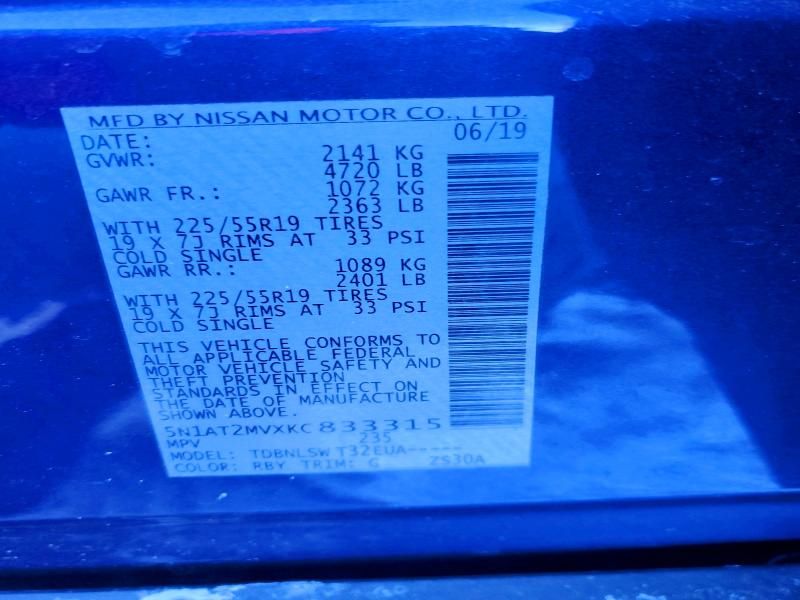 MFD BY NISSAN MOTOR CO., LTD.
DATE: 06/19
GVWR: 2141 KG
4720 LB
GAWR FR.: 1072 KG
2363 LB
WITH 225/55R19 TIRES
19 X 7J RIMS AT 33 PSI
COLD SINGLE
GAWR RR.: 1089 KG
2401 LB
WITH 225/55R19 TIRES
19 X 7J RIMS AT 33 PSI
COLD SINGLE
THIS VEHICLE CONFORMS TO
ALL APPLICABLE FEDERAL
MOTOR VEHICLE SAFETY AND
THEFT PREVENTION
STANDARDS IN EFFECT ON
THE DATE OF MANUFACTURE
SHOWN ABOVE.
5N1AT2MVXKC833315
MPV 235
MODEL: TDBNLSW T32EUA-----
COLOR: RBY TRIM: G ZS30A